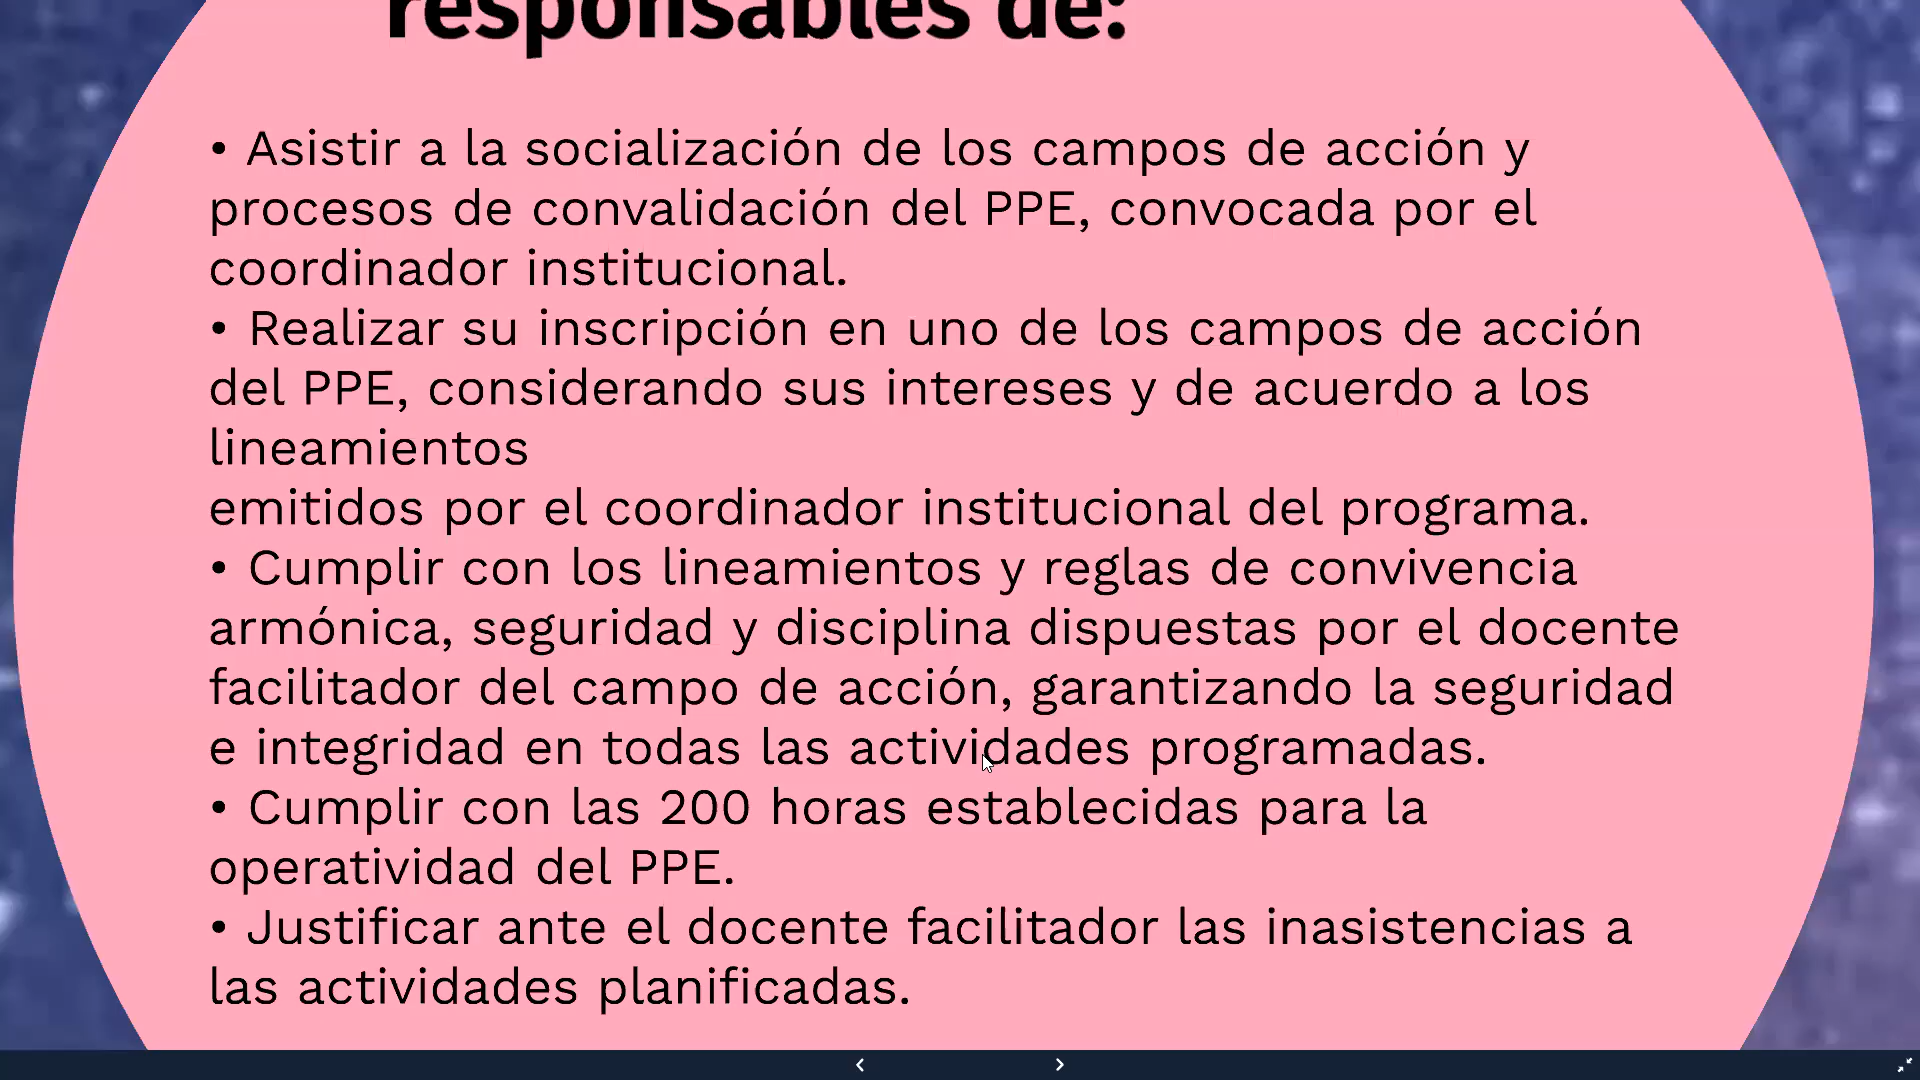 responsables de:
• Asistir a la socialización de los campos de acción y
procesos de convalidación del PPE, convocada por el
coordinador institucional.
• Realizar su inscripción en uno de los campos de acción
del PPE, considerando sus intereses y de acuerdo a los
lineamientos
emitidos por el coordinador institucional del programa.
• Cumplir con los lineamientos y reglas de convivencia
armónica, seguridad y disciplina dispuestas por el docente
facilitador del campo de acción, garantizando la seguridad
e integridad en todas las actividades programadas.
• Cumplir con las 200 horas establecidas para la
operatividad del PPE.
• Justificar ante el docente facilitador las inasistencias a
las actividades planificadas.